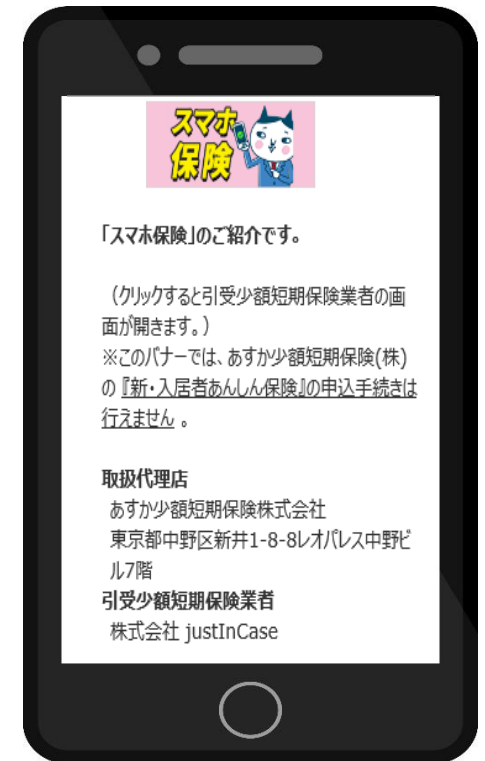 スマホ
保険
「スマホ保険」のご紹介です。
(クリックすると引受少額短期保険業者の画
面が開きます。)
※このバナーでは、あすか少額短期保険(株)
の『新・入居者あんしん保険』の申込手続きは
行えません 。
取扱代理店
あすか少額短期保険株式会社
東京都中野区新井1-8-8レオパレス中野ビ
ル7階
引受少額短期保険業者
株式会社 justInCase